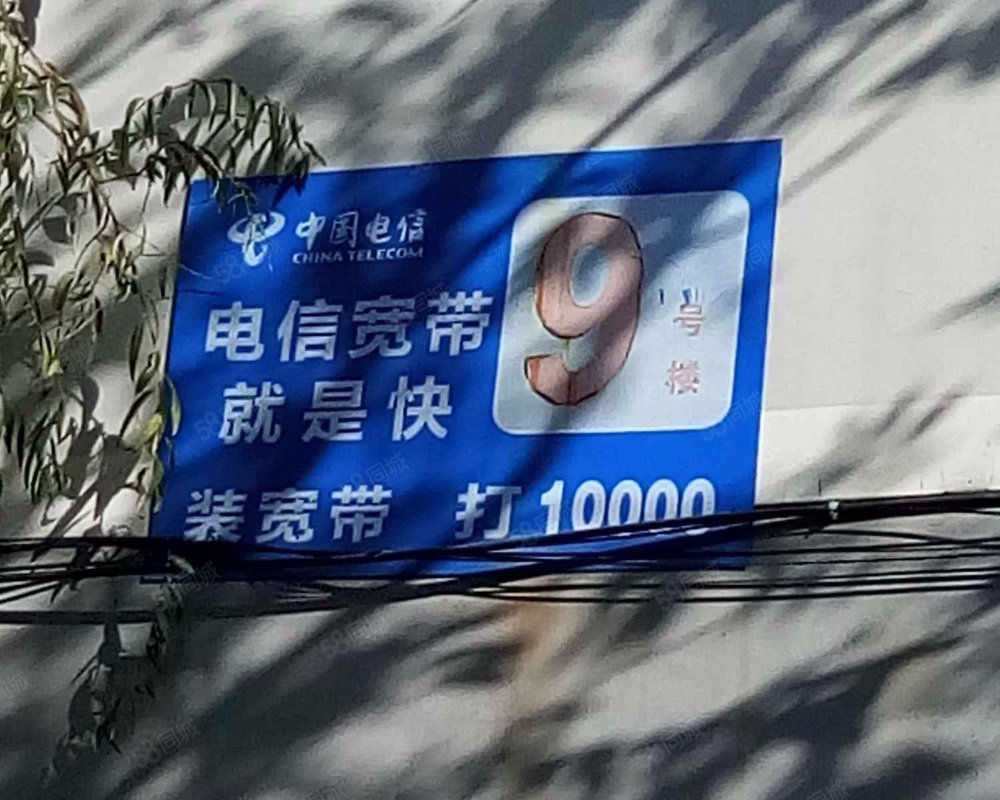 中国电信
CHINA TELECOM
电信宽带
就是快
装宽带 打10000
9号楼